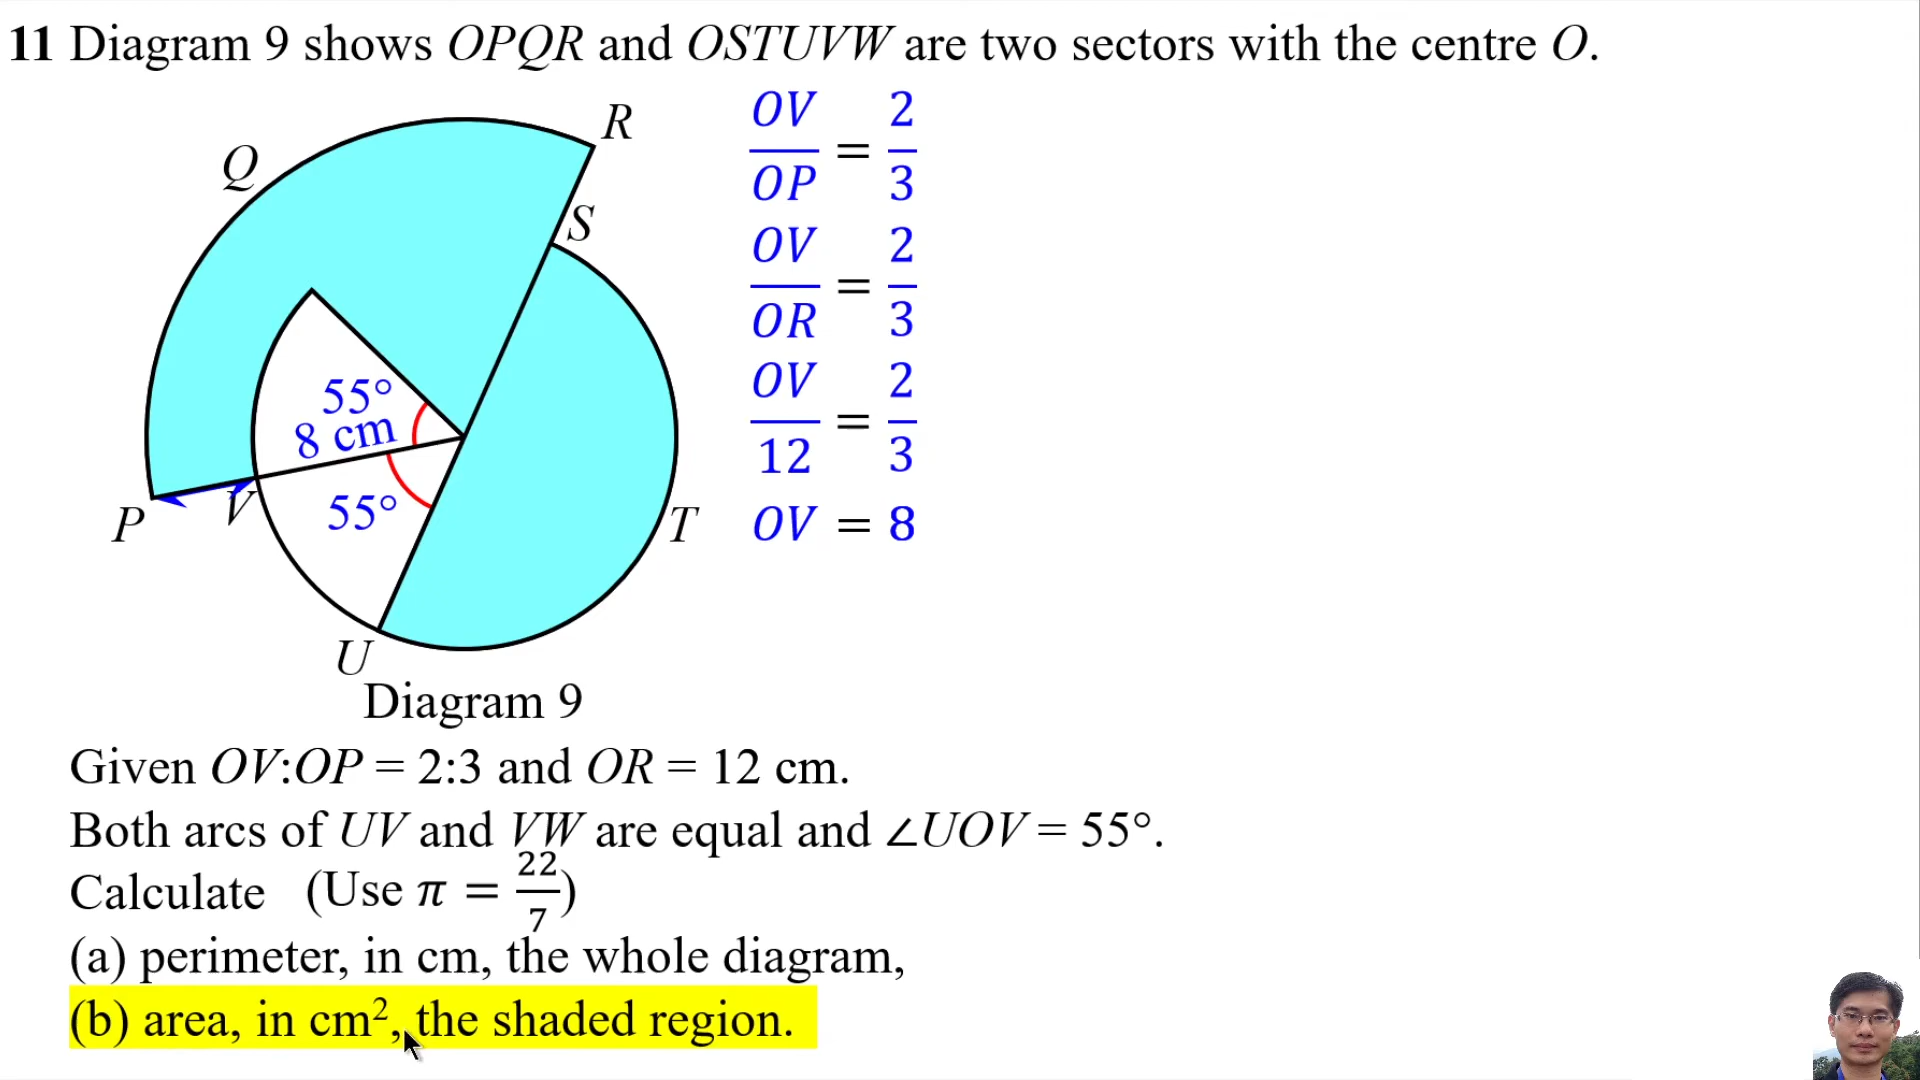 11 Diagram 9 shows OPQR and OSTUVW are two sectors with the centre O.
R
Q
S
55°
8 cm
55°
P
V
T
U
Diagram 9
OV/OP = 2/3
OV/OR = 2/3
OV/12 = 2/3
OV = 8
Given OV:OP = 2:3 and OR = 12 cm.
Both arcs of UV and VW are equal and ∠UOV = 55°.
Calculate (Use π = 22/7)
(a) perimeter, in cm, the whole diagram,
(b) area, in cm², the shaded region.